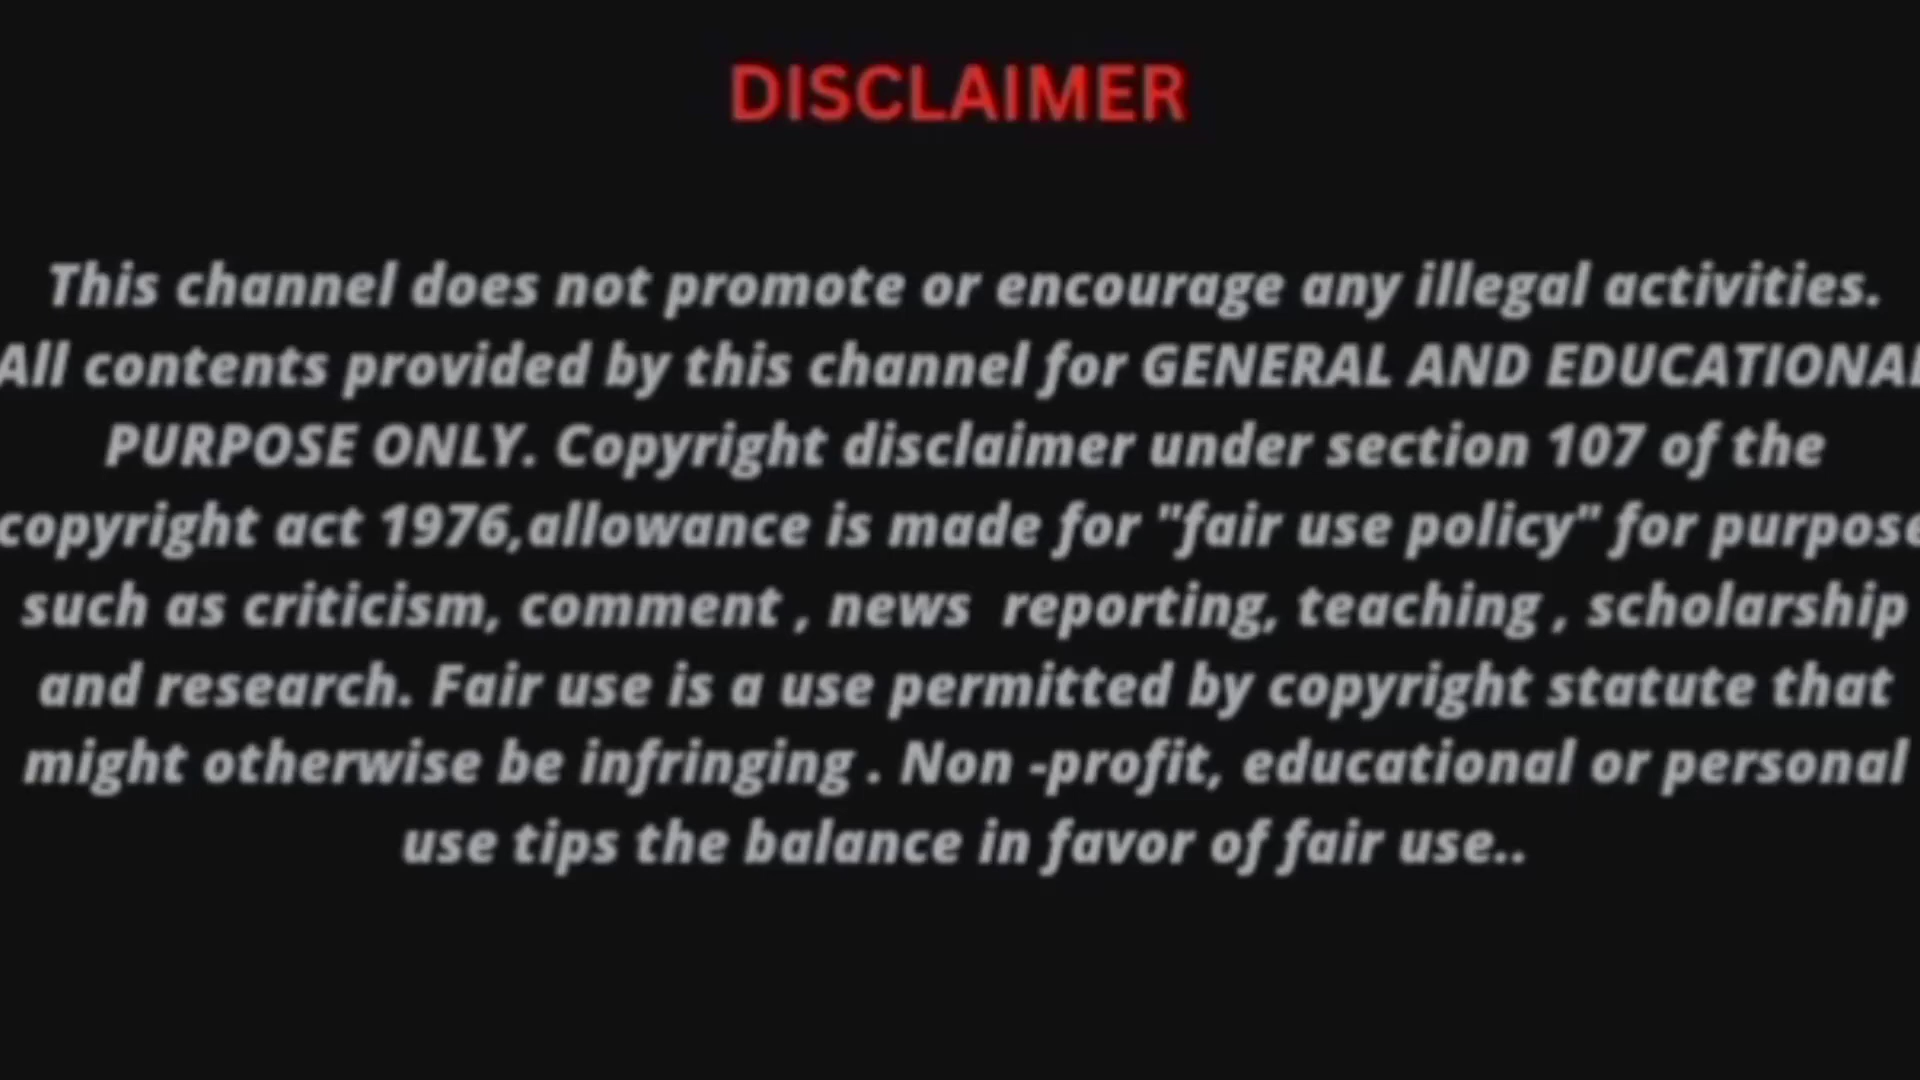 DISCLAIMER
This channel does not promote or encourage any illegal activities.
All contents provided by this channel for GENERAL AND EDUCATIONAL
PURPOSE ONLY. Copyright disclaimer under section 107 of the
copyright act 1976,allowance is made for "fair use policy" for purpose
such as criticism, comment , news  reporting, teaching , scholarship
and research. Fair use is a use permitted by copyright statute that
might otherwise be infringing . Non -profit, educational or personal
use tips the balance in favor of fair use..